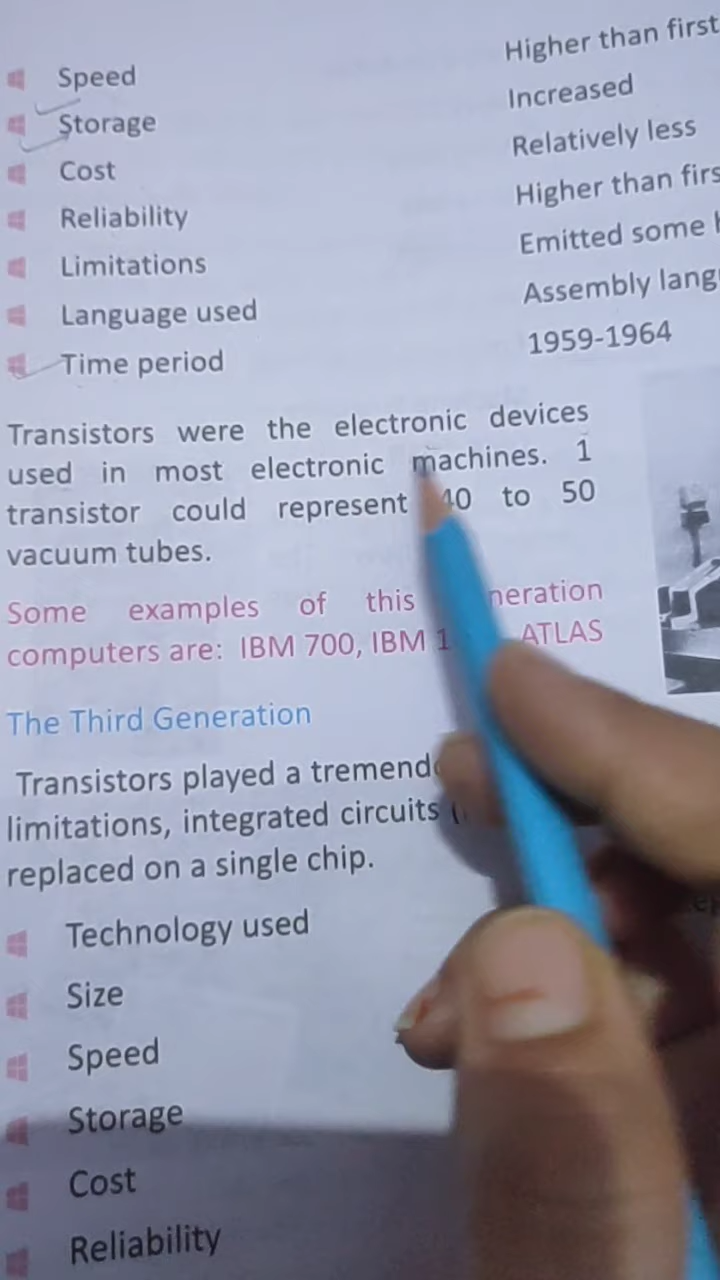 Speed Higher than first
Storage Increased
Cost Relatively less
Reliability Higher than
Limitations Emitted some
Language used Assembly
Time period 1959-1964
Transistors were the electronic devices
used in most electronic machines. 1
transistor could represent 40 to 50
vacuum tubes.
Some examples of this
computers are: IBM 700, IBM ATLAS
The Third Generation
Transistors played a
limitations, integrated circuits
replaced on a single chip.
Technology used
Size
Speed
Storage
Cost
Reliability